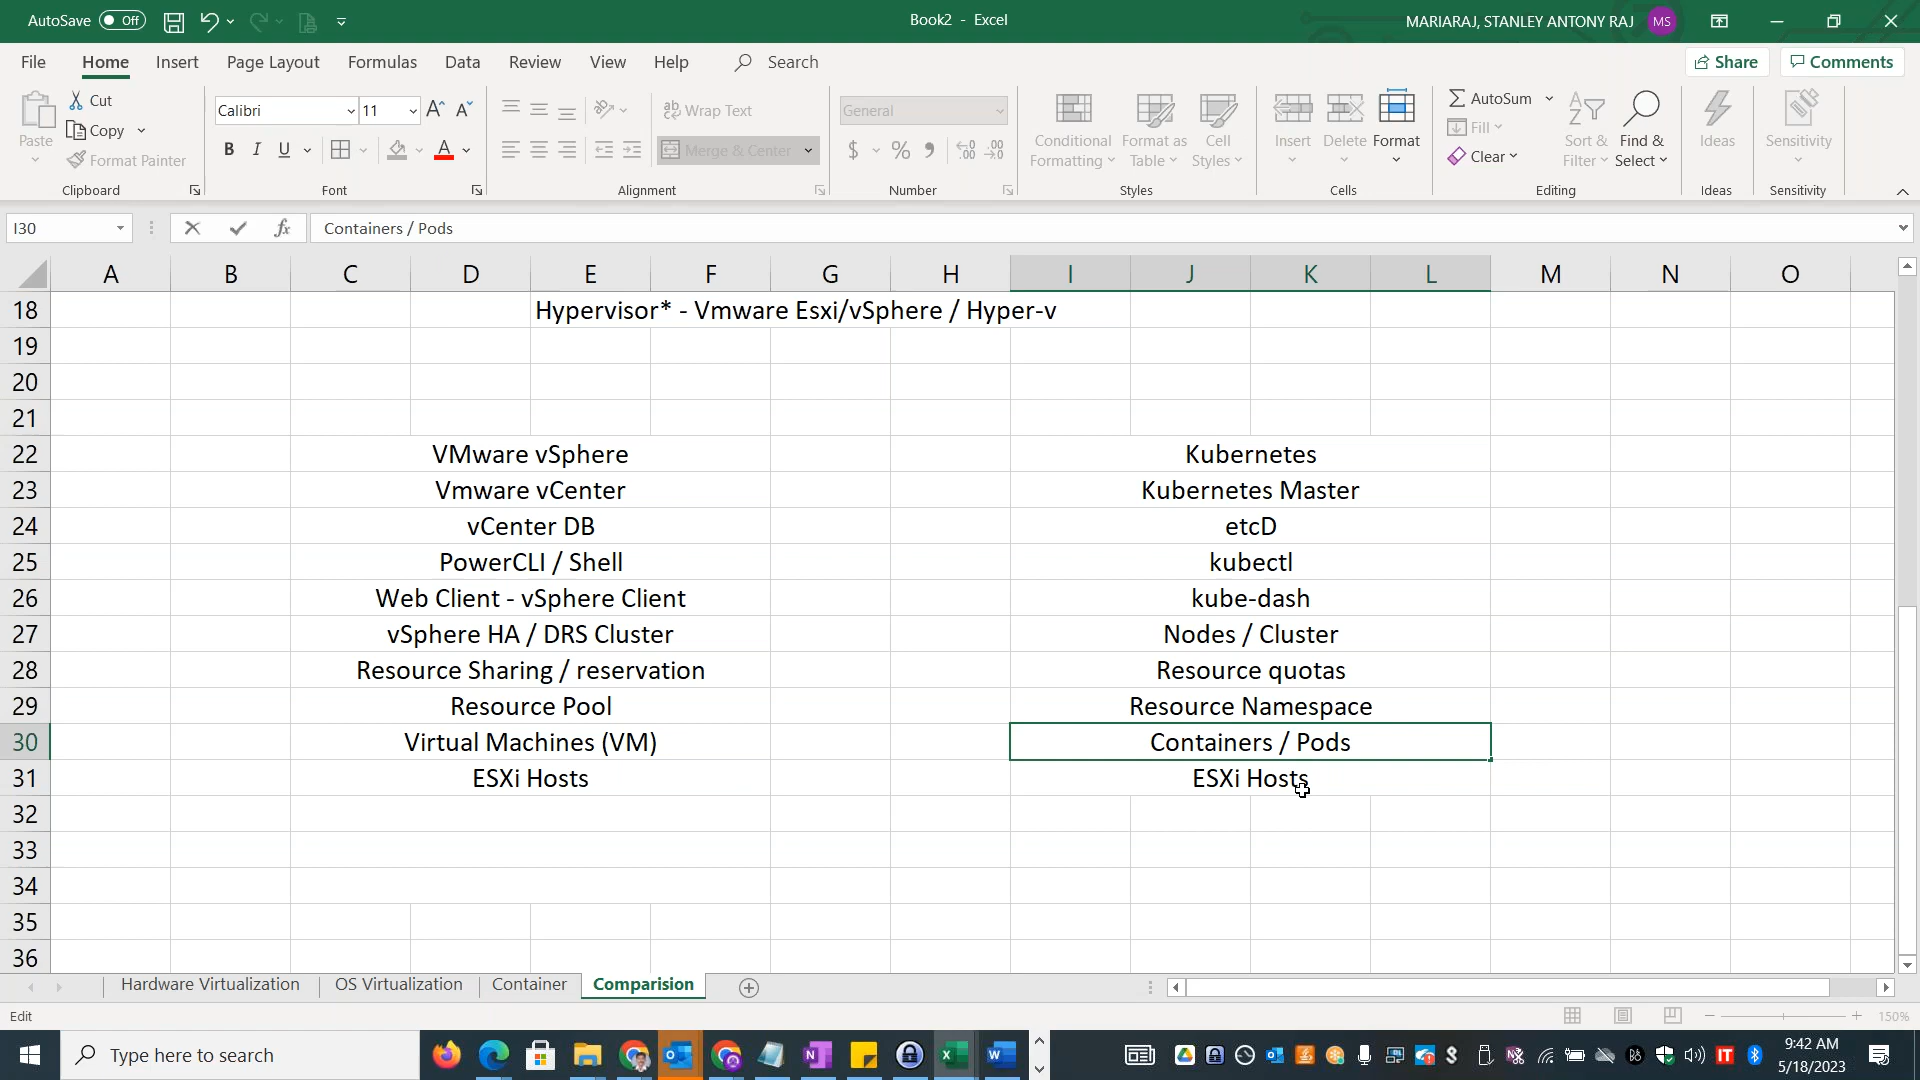 AutoSave Off
Book2 - Excel
MARIARAJ, STANLEY ANTONY RAJ MS
File Home Insert Page Layout Formulas Data Review View Help Search
Share Comments
Paste
Cut
Copy
Format Painter
Clipboard
Calibri 11
B I U
Font
Wrap Text
Merge & Center
Alignment
General
$ %
Number
Conditional Formatting
Format as Table
Cell Styles
Styles
Insert Delete Format
Cells
AutoSum
Fill
Clear
Sort & Filter
Find & Select
Editing
Ideas
Ideas
Sensitivity
Sensitivity
I30
fx
Containers / Pods
A B C D E F G H I J K L M N O
18 Hypervisor* - Vmware Esxi/vSphere / Hyper-v
19
20
21
22 VMware vSphere Kubernetes
23 Vmware vCenter Kubernetes Master
24 vCenter DB etcD
25 PowerCLI / Shell kubectl
26 Web Client - vSphere Client kube-dash
27 vSphere HA / DRS Cluster Nodes / Cluster
28 Resource Sharing / reservation Resource quotas
29 Resource Pool Resource Namespace
30 Virtual Machines (VM) Containers / Pods
31 ESXi Hosts ESXi Hosts
32
33
34
35
36
Hardware Virtualization OS Virtualization Container Comparision
Edit
150%
Type here to search
9:42 AM
5/18/2023